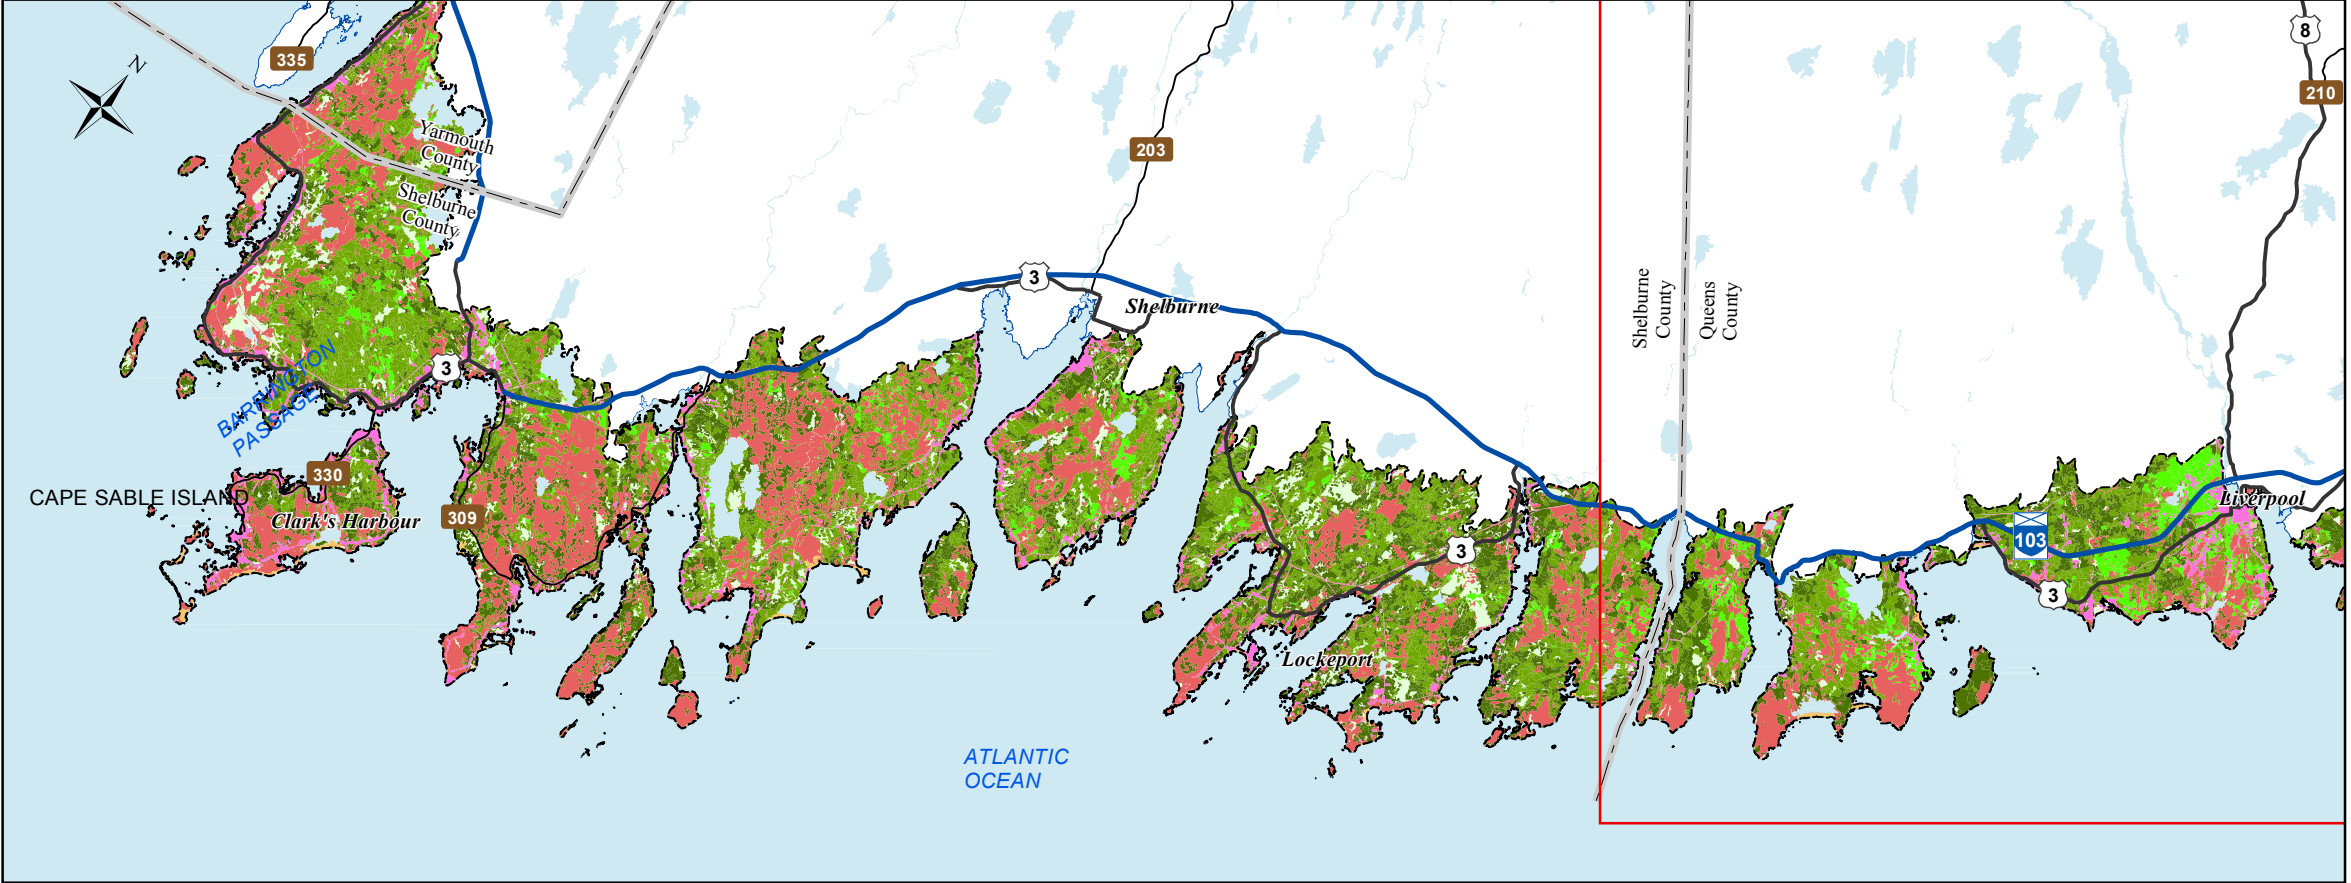 N
335
8
210
203
Yarmouth
County
Shelburne
County
3
Shelburne
Shelburne
County
Queens
County
3
BARRINGTON
PASSAGE
330
CAPE SABLE ISLAND
Clark's Harbour
309
Liverpool
103
3
3
Lockeport
ATLANTIC
OCEAN